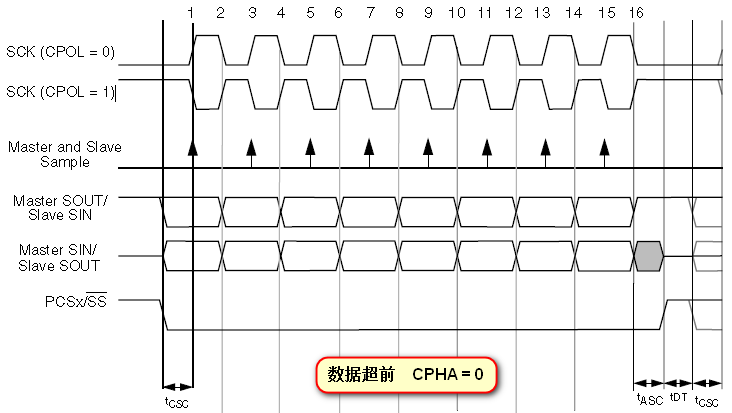 1 2 3 4 5 6 7 8 9 10 11 12 13 14 15 16
SCK (CPOL = 0)
SCK (CPOL = 1)
Master and Slave
Sample
Master SOUT/
Slave SIN
Master SIN/
Slave SOUT
PCSx/SS
数据超前 CPHA = 0
tCSC tASC tDT tCSC